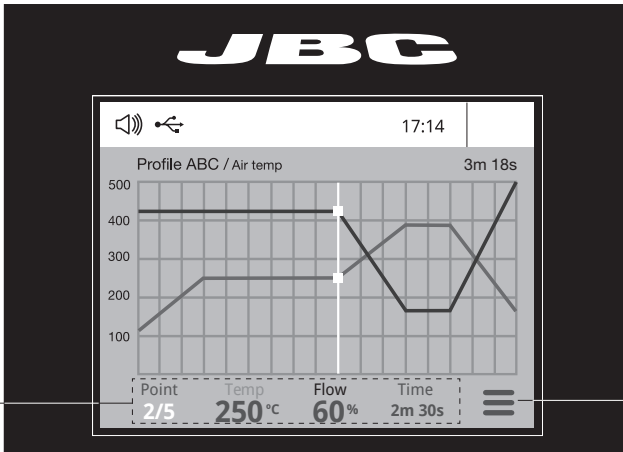 JBC
17:14
Profile ABC / Air temp 3m 18s
500
400
300
200
100
Point Temp Flow Time
2/5 250 °C 60 % 2m 30s